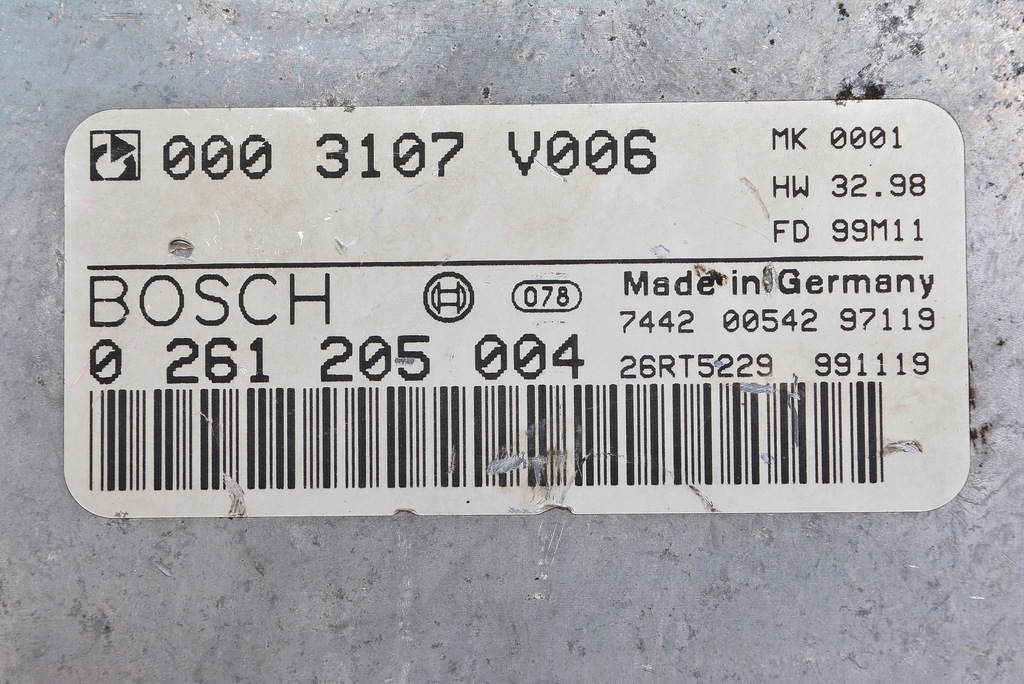 000 3107 V006
MK 0001
HW 32.98
FD 99M11
BOSCH
H
078
Made in Germany
7442 00542 97119
0 261 205 004
26RT5229 991119